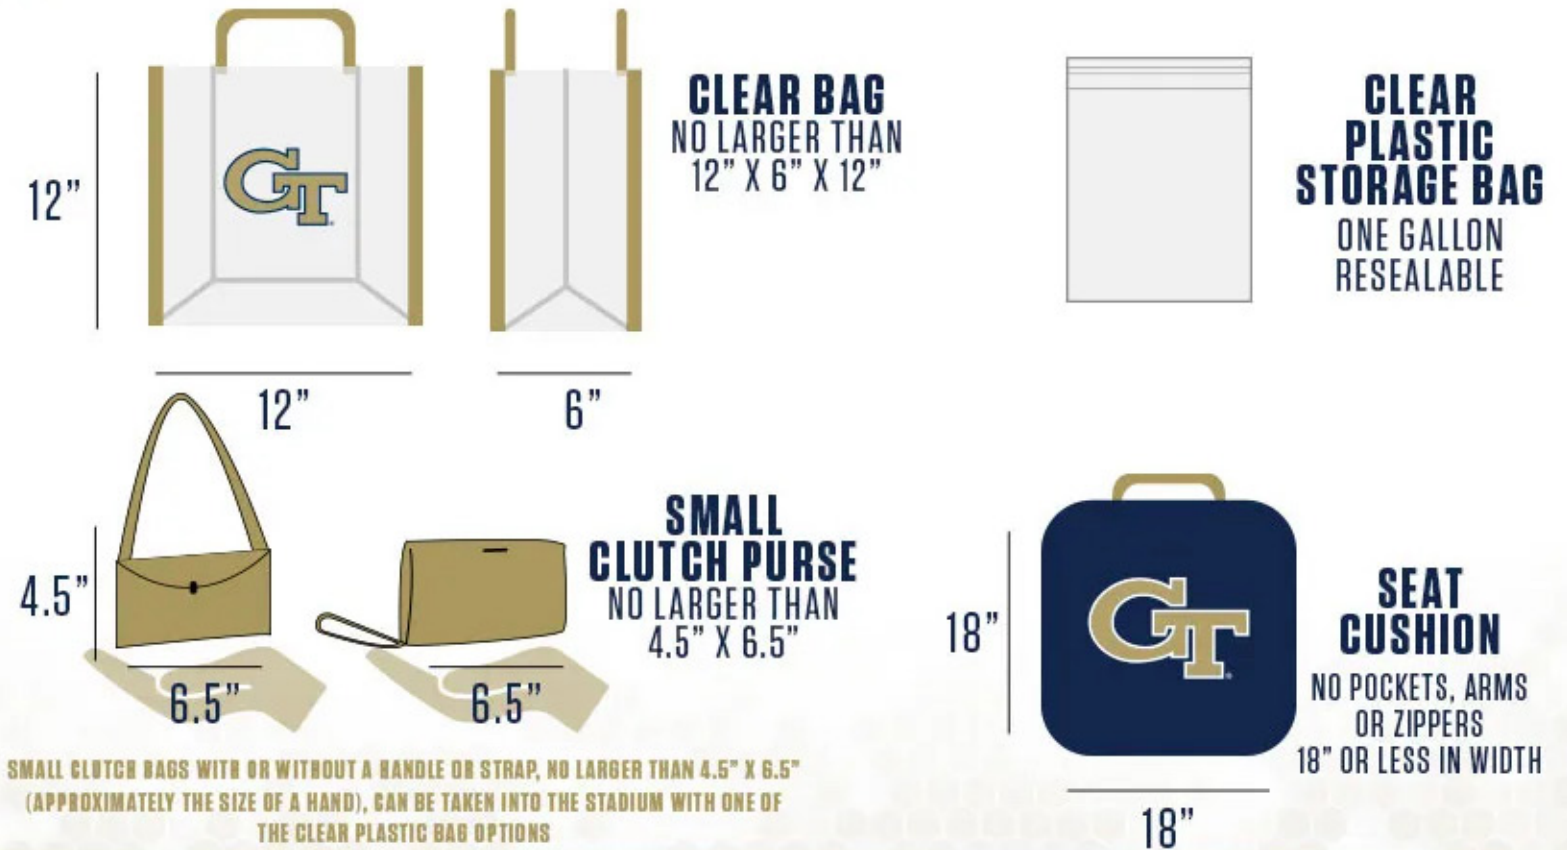 12”
GT
CLEAR BAG
NO LARGER THAN
12” X 6” X 12”
12”
6”
CLEAR
PLASTIC
STORAGE BAG
ONE GALLON
RESEALABLE
4.5”
6.5”
6.5”
SMALL
CLUTCH PURSE
NO LARGER THAN
4.5” X 6.5”
SMALL CLUTCH BAGS WITH OR WITHOUT A HANDLE OR STRAP, NO LARGER THAN 4.5” X 6.5”
(APPROXIMATELY THE SIZE OF A HAND), CAN BE TAKEN INTO THE STADIUM WITH ONE OF
THE CLEAR PLASTIC BAG OPTIONS
18”
GT
SEAT
CUSHION
NO POCKETS, ARMS
OR ZIPPERS
18” OR LESS IN WIDTH
18”